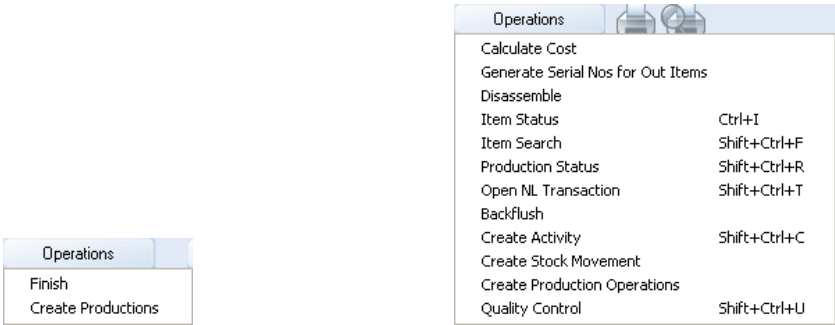 Operations
Finish
Create Productions
Operations
Calculate Cost
Generate Serial Nos for Out Items
Disassemble
Item Status Ctrl+I
Item Search Shift+Ctrl+F
Production Status Shift+Ctrl+R
Open NL Transaction Shift+Ctrl+T
Backflush
Create Activity Shift+Ctrl+C
Create Stock Movement
Create Production Operations
Quality Control Shift+Ctrl+U